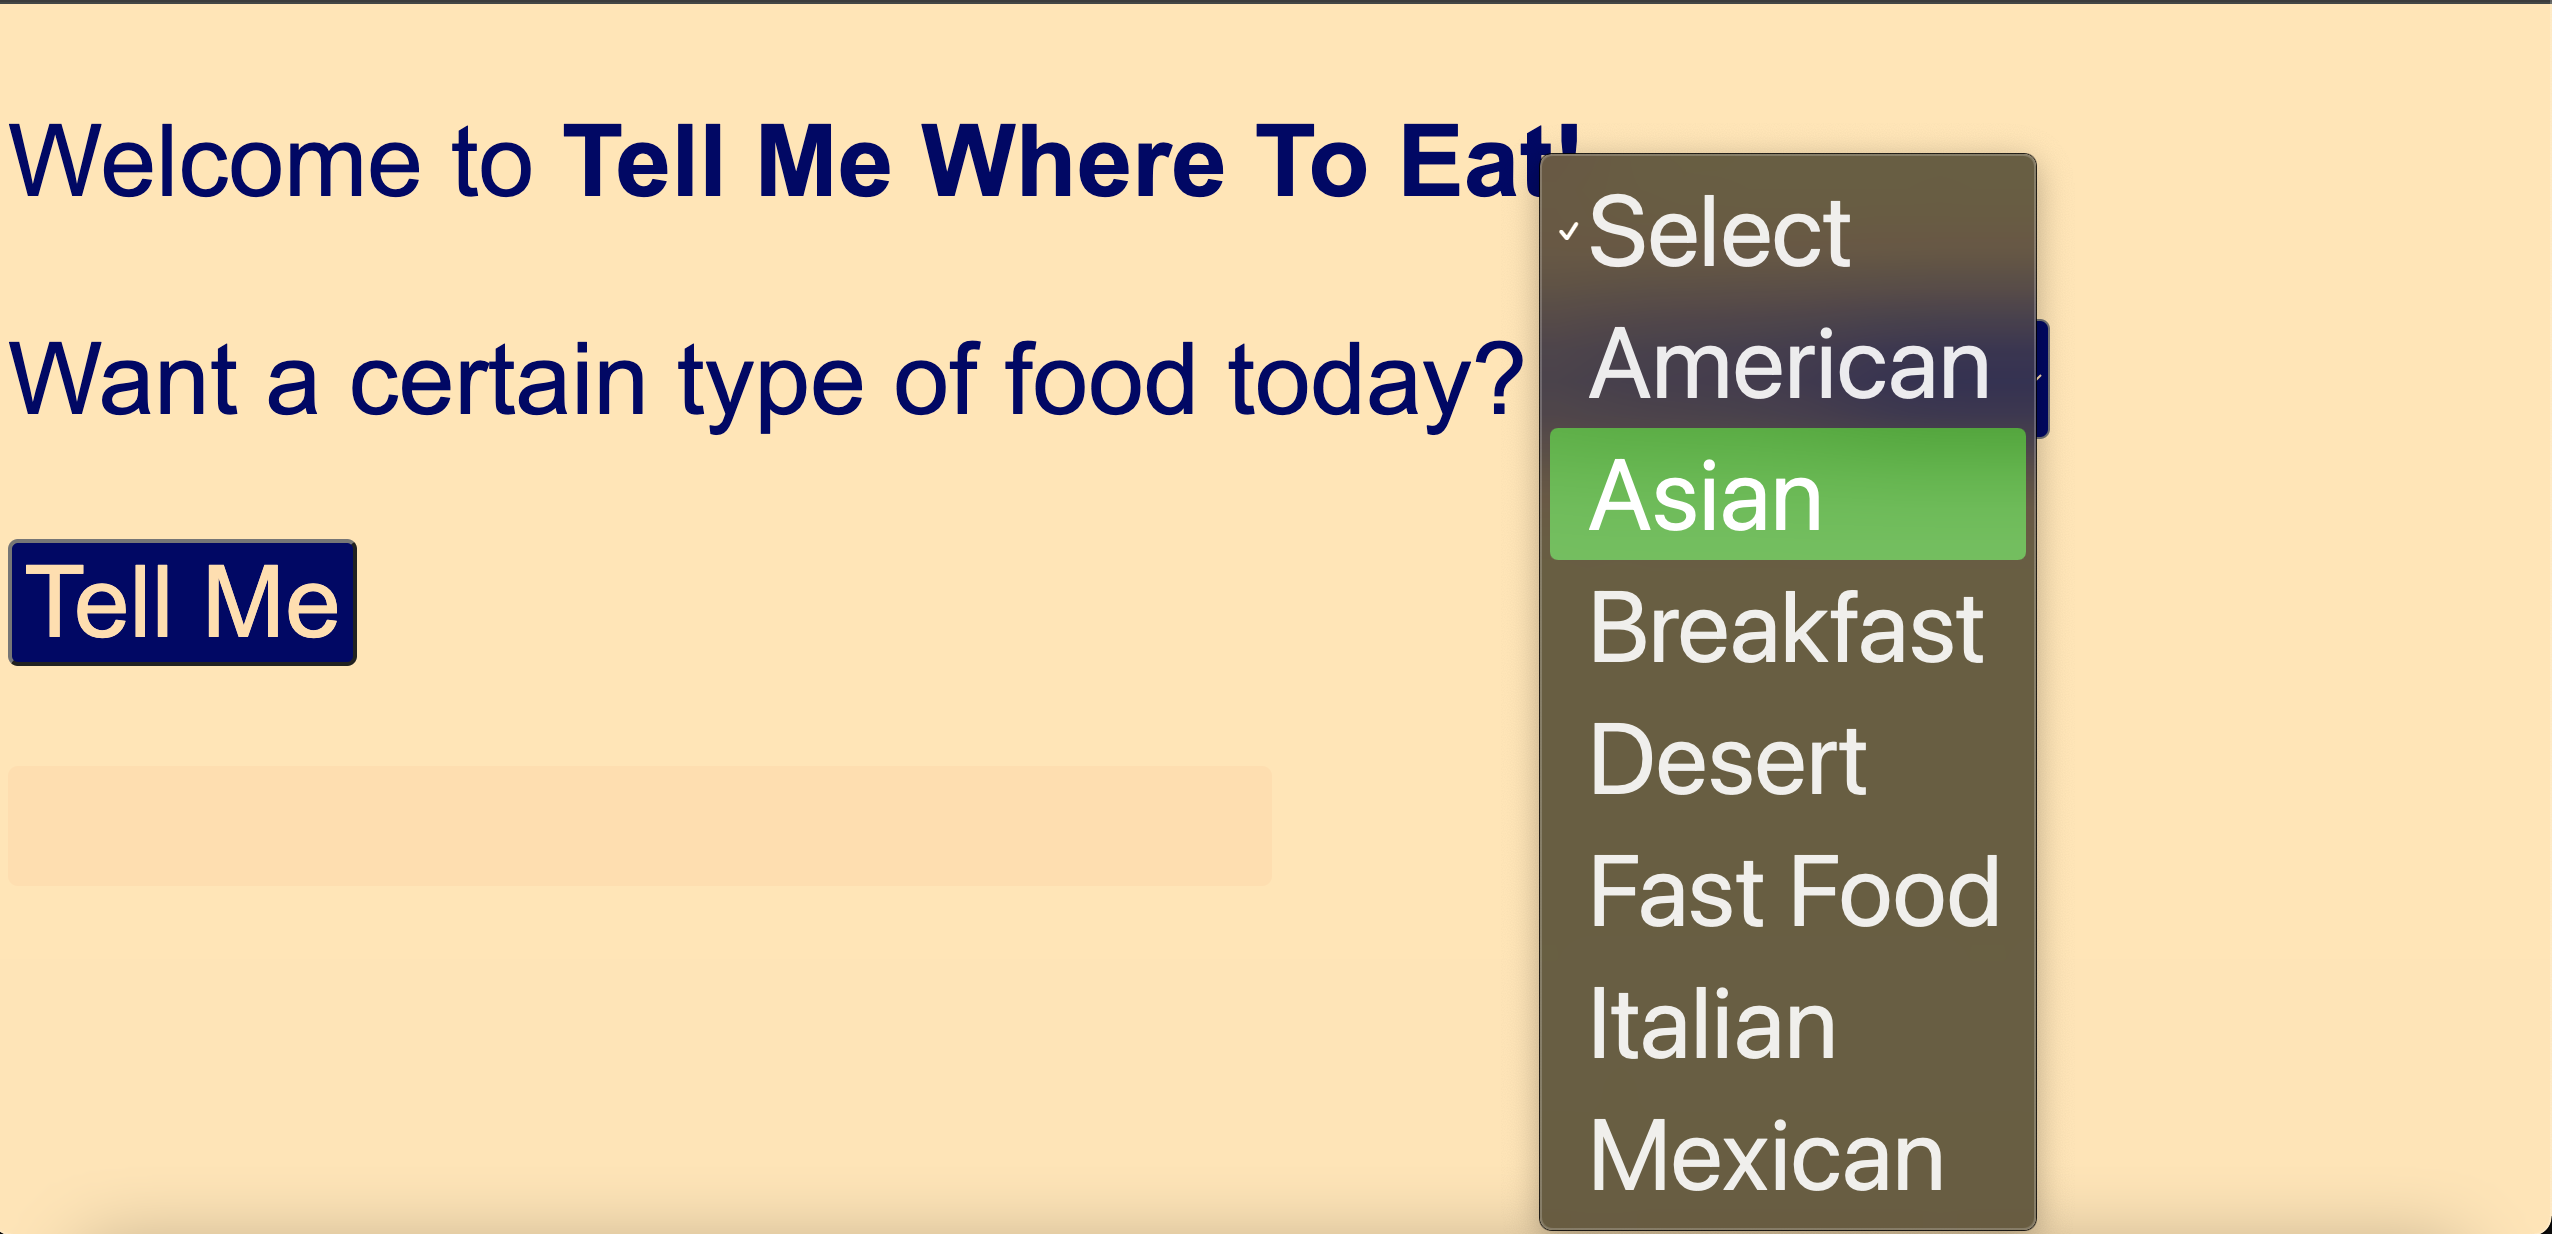 Welcome to Tell Me Where To Eat!
Want a certain type of food today?
Tell Me
Select
American
Asian
Breakfast
Desert
Fast Food
Italian
Mexican